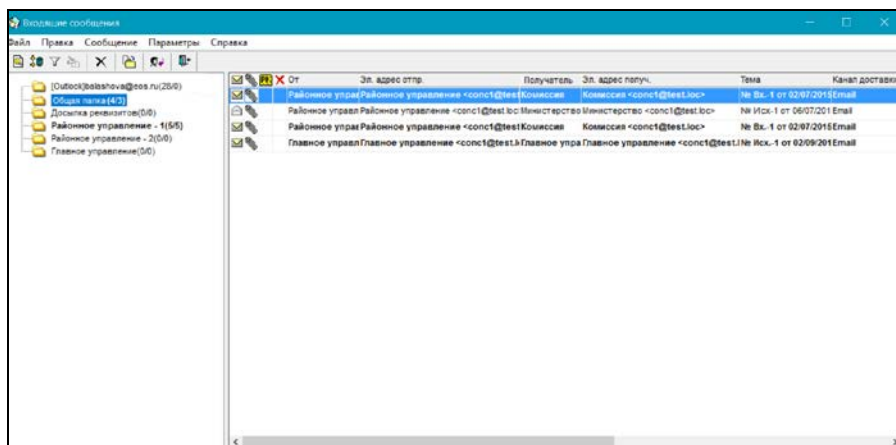 Входящие сообщения
Файл Правка Сообщение Параметры Справка
[Outlook]balashova@eos.ru(28/0)
Общая папка(4/3)
Досылка реквизитов(0/0)
Районное управление - 1(5/5)
Районное управление - 2(0/0)
Главное управление(0/0)
От Эл. адрес отпр. Получатель Эл. адрес получ. Тема Канал доставки
Районное управ Районное управление <conc1@test Комиссия Комиссия <conc1@test.loc> № Вх.-1 от 02/07/2015 Email
Районное управл Районное управление <conc1@test.loc Министерство Министерство <conc1@test.loc> № Исх.-1 от 06/07/201 Email
Районное управ Районное управление <conc1@test Комиссия Комиссия <conc1@test.loc> № Вх.-1 от 02/07/2015 Email
Главное управл Главное управление <conc1@test.l Главное упра Главное управление <conc1@test.l № Исх.-1 от 02/09/201 Email